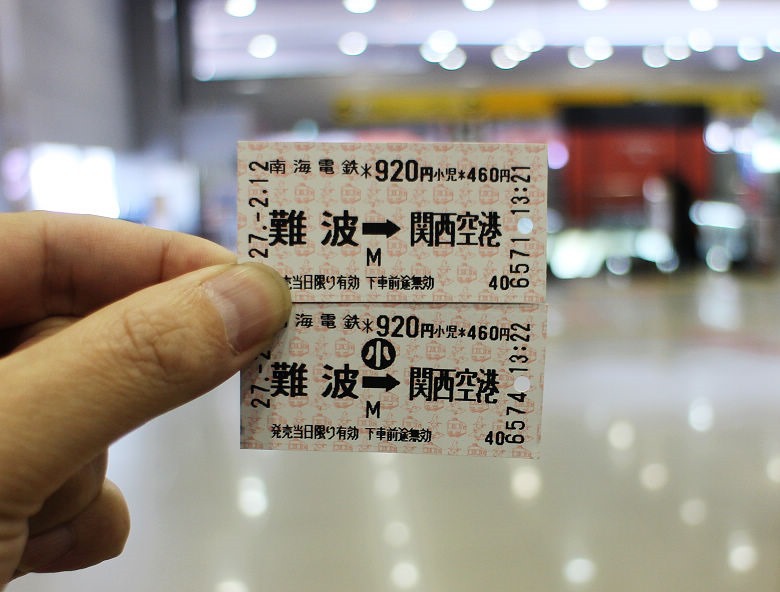 南海電鉄 *920円 小児*460円
難波➡関西空港
M
発売当日限り有効 下車前途無効
40
27.-2.12
6571 13:21
南海電鉄 *920円 小児*460円
小
難波➡関西空港
M
発売当日限り有効 下車前途無効
40
27.-2
6574 13:22